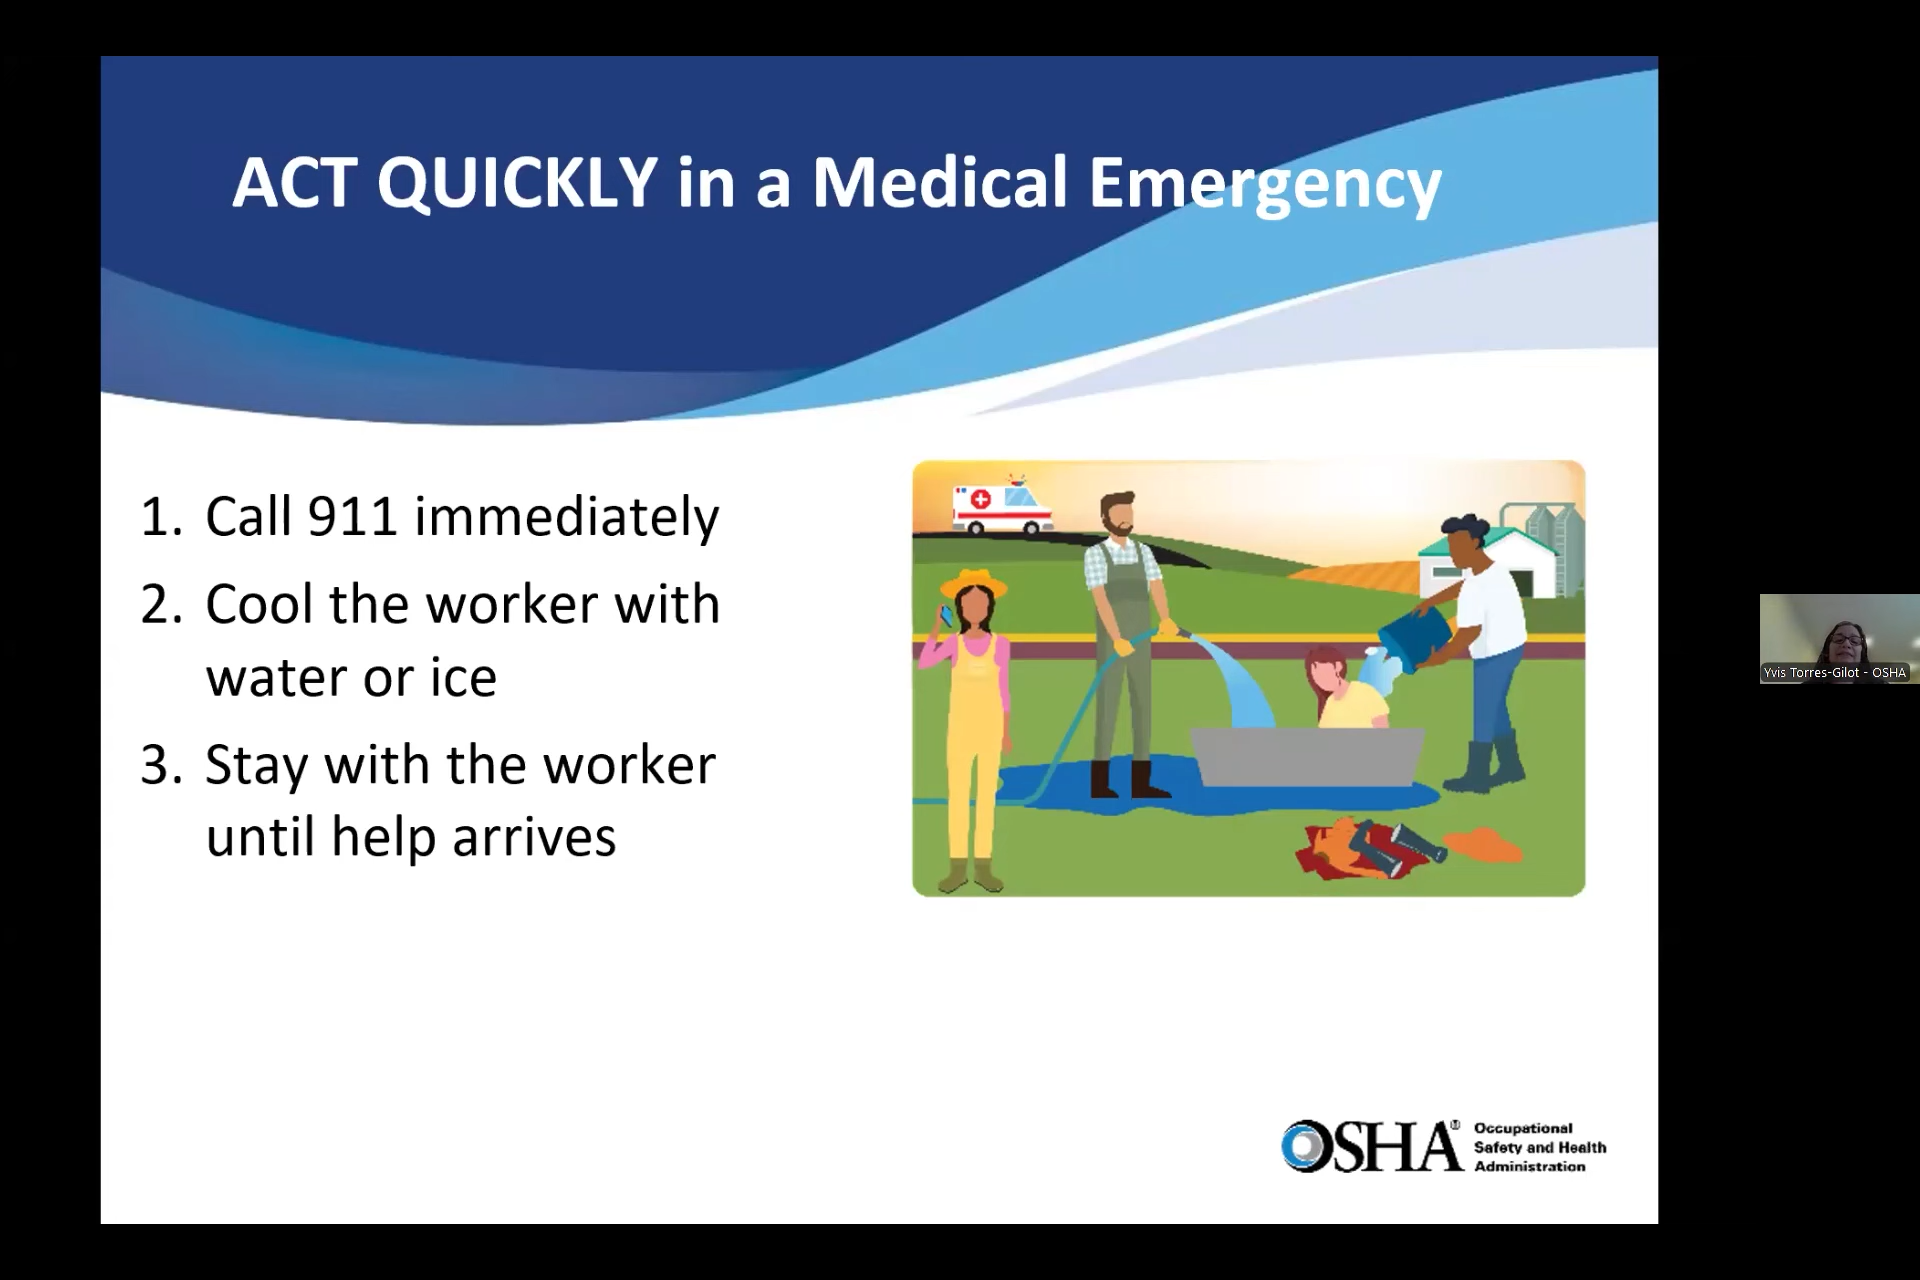 ACT QUICKLY in a Medical Emergency
1. Call 911 immediately
2. Cool the worker with
water or ice
3. Stay with the worker
until help arrives
Yvis Torres-Gilot - OSHA
OSHA® Occupational
Safety and Health
Administration